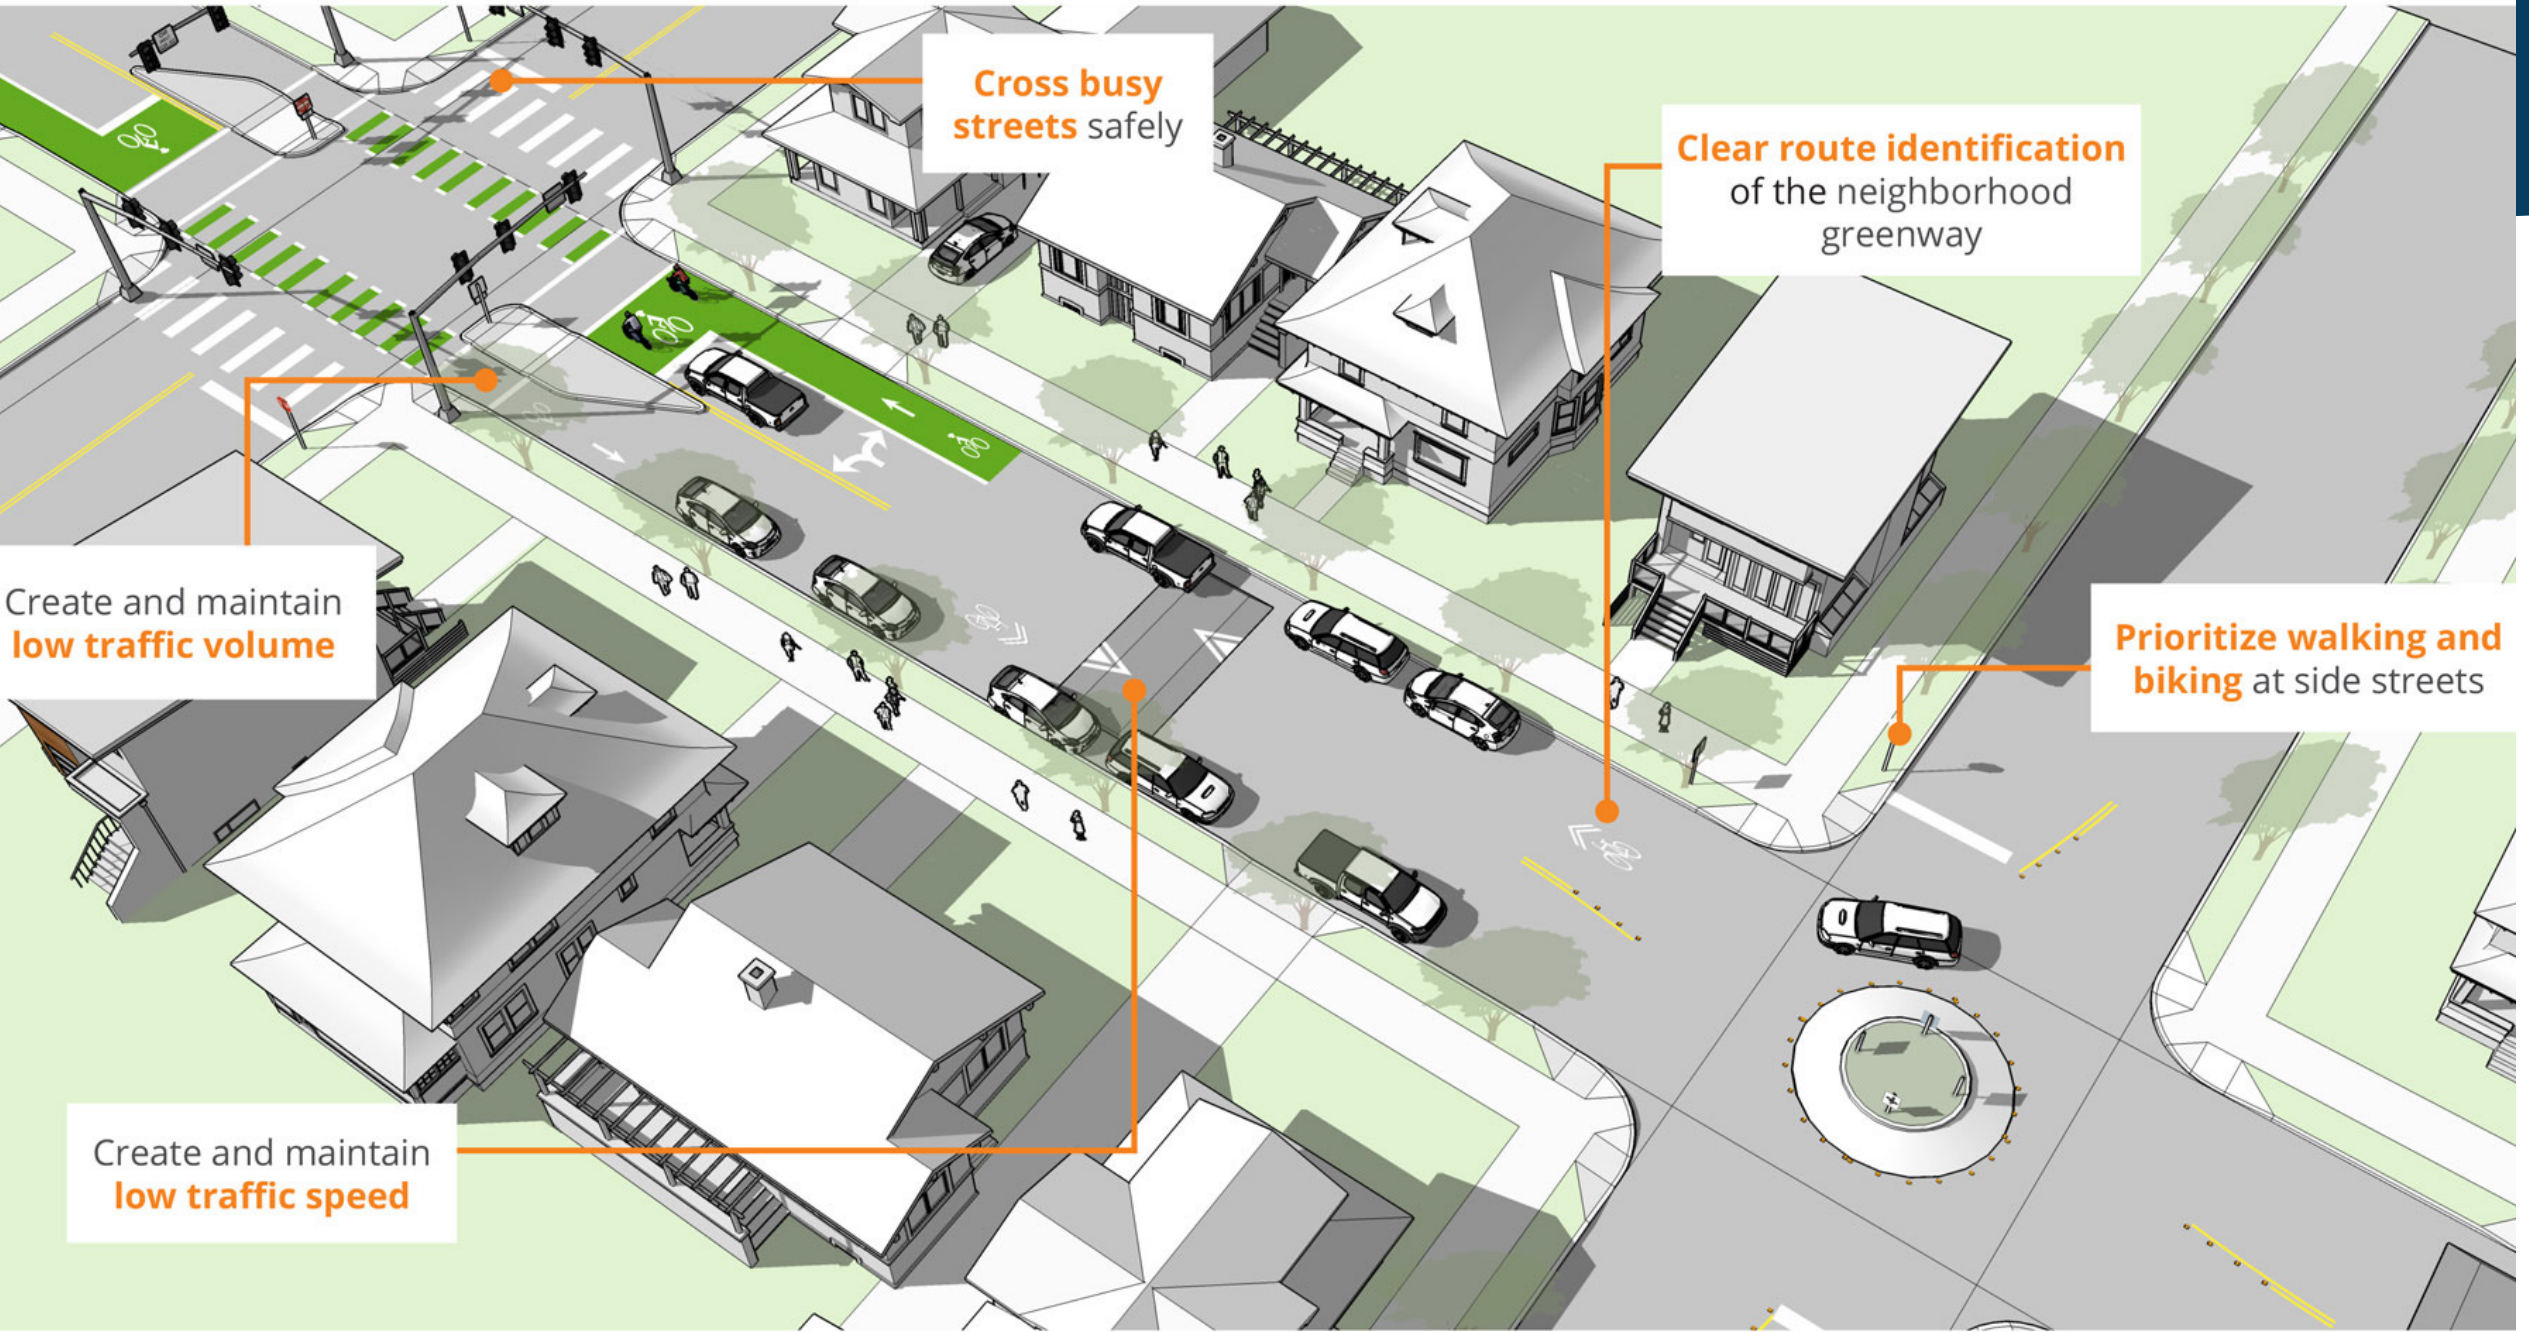 Cross busy
streets safely
Clear route identification
of the neighborhood
greenway
Create and maintain
low traffic volume
Prioritize walking and
biking at side streets
Create and maintain
low traffic speed